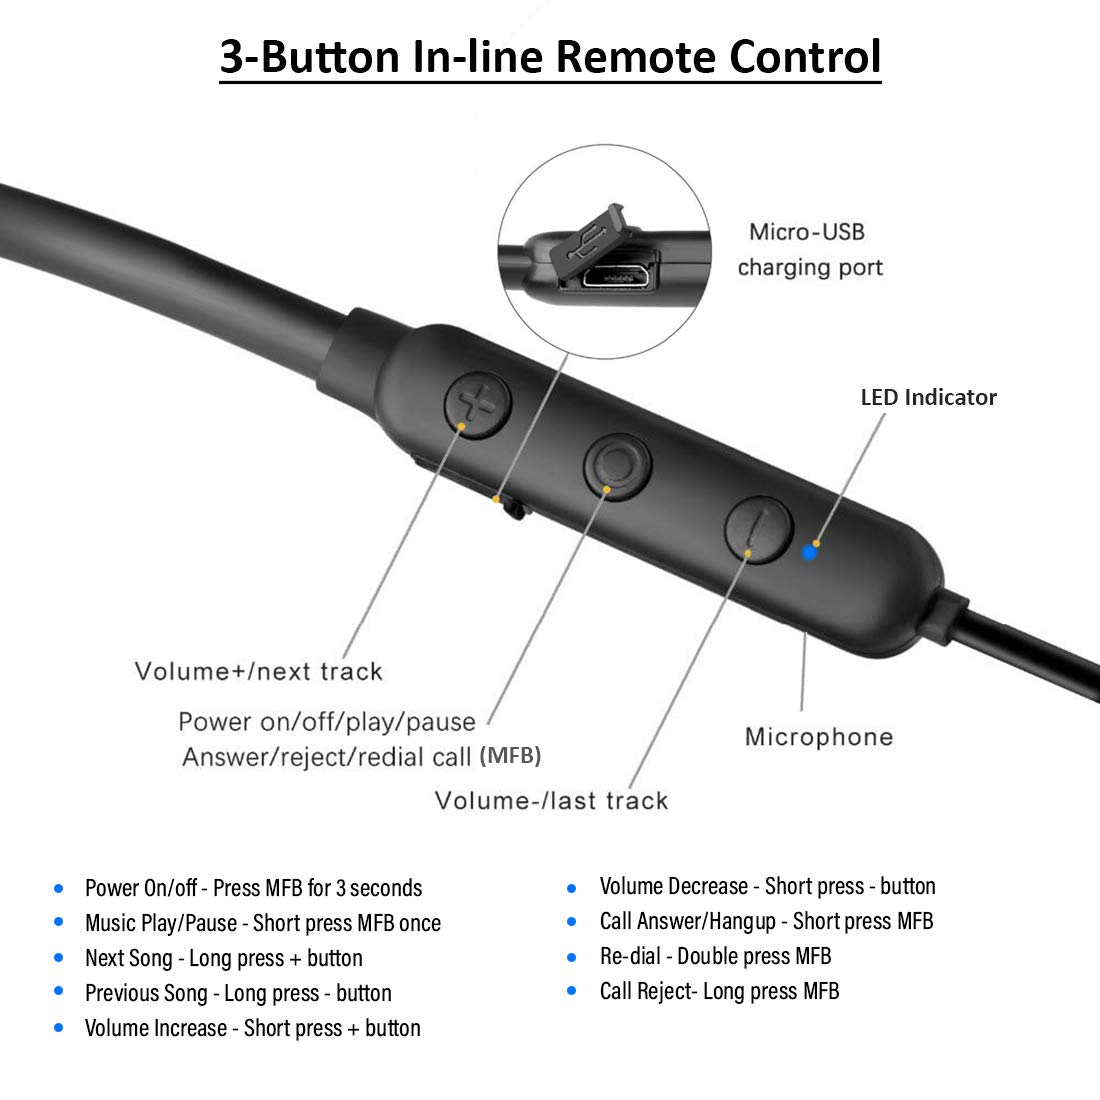 3-Button In-line Remote Control
Micro-USB
charging port
LED Indicator
Volume+/next track
Power on/off/play/pause
Answer/reject/redial call (MFB)
Microphone
Volume-/last track
Power On/off - Press MFB for 3 seconds
Music Play/Pause - Short press MFB once
Next Song - Long press + button
Previous Song - Long press - button
Volume Increase - Short press + button
Volume Decrease - Short press - button
Call Answer/Hangup - Short press MFB
Re-dial - Double press MFB
Call Reject- Long press MFB